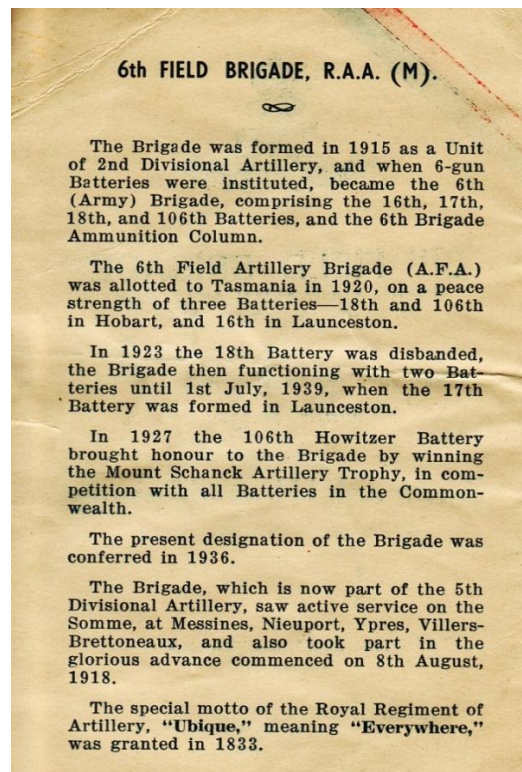 6th FIELD BRIGADE, R.A.A. (M).
The Brigade was formed in 1915 as a Unit
of 2nd Divisional Artillery, and when 6-gun
Batteries were instituted, became the 6th
(Army) Brigade, comprising the 16th, 17th,
18th, and 106th Batteries, and the 6th Brigade
Ammunition Column.
The 6th Field Artillery Brigade (A.F.A.)
was allotted to Tasmania in 1920, on a peace
strength of three Batteries—18th and 106th
in Hobart, and 16th in Launceston.
In 1923 the 18th Battery was disbanded,
the Brigade then functioning with two Bat-
teries until 1st July, 1939, when the 17th
Battery was formed in Launceston.
In 1927 the 106th Howitzer Battery
brought honour to the Brigade by winning
the Mount Schanck Artillery Trophy, in com-
petition with all Batteries in the Common-
wealth.
The present designation of the Brigade was
conferred in 1936.
The Brigade, which is now part of the 5th
Divisional Artillery, saw active service on the
Somme, at Messines, Nieuport, Ypres, Villers-
Brettoneaux, and also took part in the
glorious advance commenced on 8th August,
1918.
The special motto of the Royal Regiment of
Artillery, "Ubique," meaning "Everywhere,"
was granted in 1833.